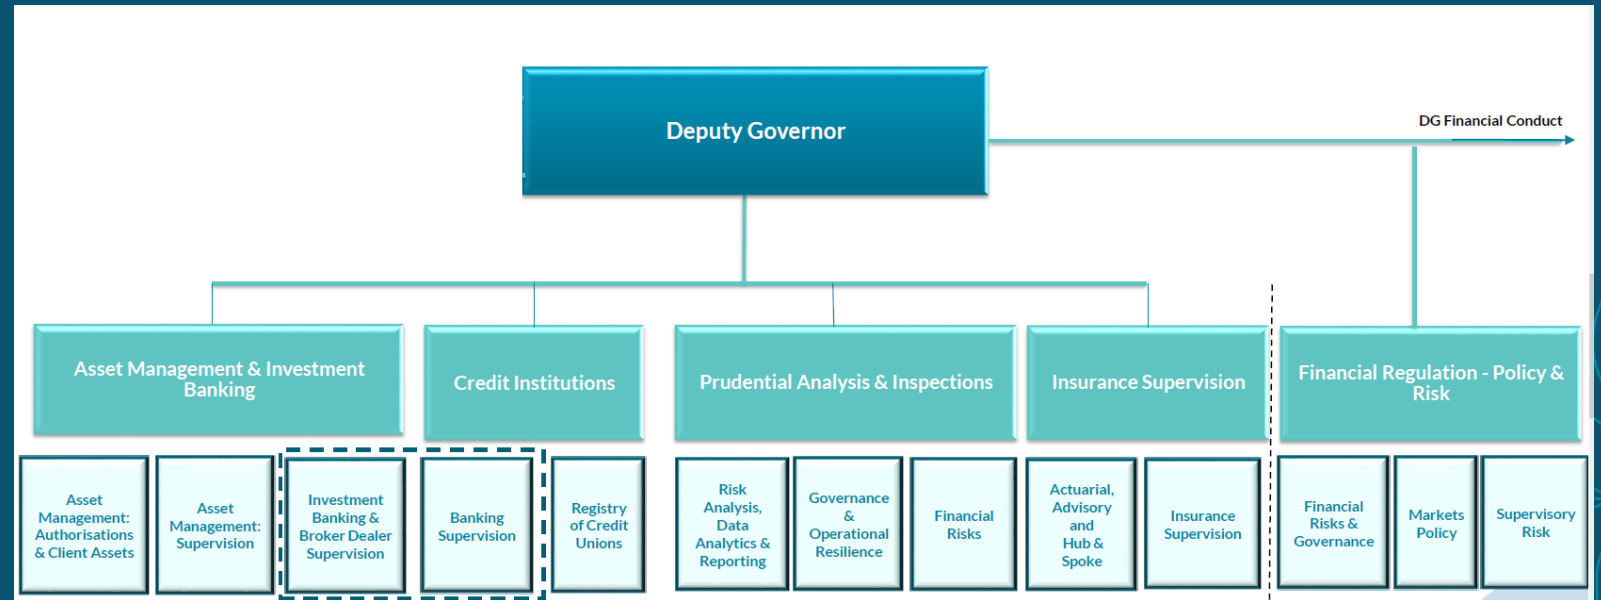 Deputy Governor
DG Financial Conduct
Asset Management & Investment
Banking
Credit Institutions
Prudential Analysis & Inspections
Insurance Supervision
Financial Regulation - Policy &
Risk
Asset
Management:
Authorisations
& Client Assets
Asset
Management:
Supervision
Investment
Banking &
Broker Dealer
Supervision
Banking
Supervision
Registry
of Credit
Unions
Risk
Analysis,
Data
Analytics &
Reporting
Governance
&
Operational
Resilience
Financial
Risks
Actuarial,
Advisory
and
Hub &
Spoke
Insurance
Supervision
Financial
Risks &
Governance
Markets
Policy
Supervisory
Risk